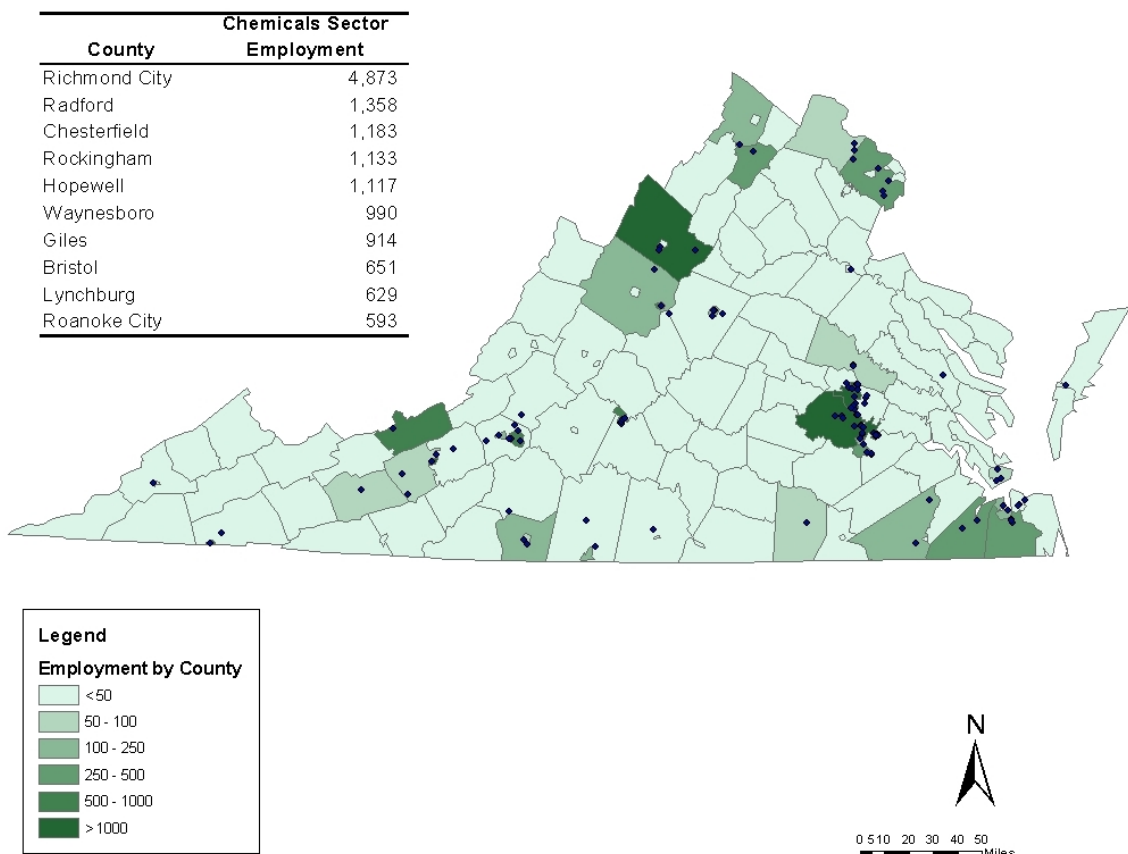 Chemicals Sector
County Employment
Richmond City 4,873
Radford 1,358
Chesterfield 1,183
Rockingham 1,133
Hopewell 1,117
Waynesboro 990
Giles 914
Bristol 651
Lynchburg 629
Roanoke City 593
Legend
Employment by County
<50
50 - 100
100 - 250
250 - 500
500 - 1000
>1000
N
0 5 10 20 30 40 50
Miles